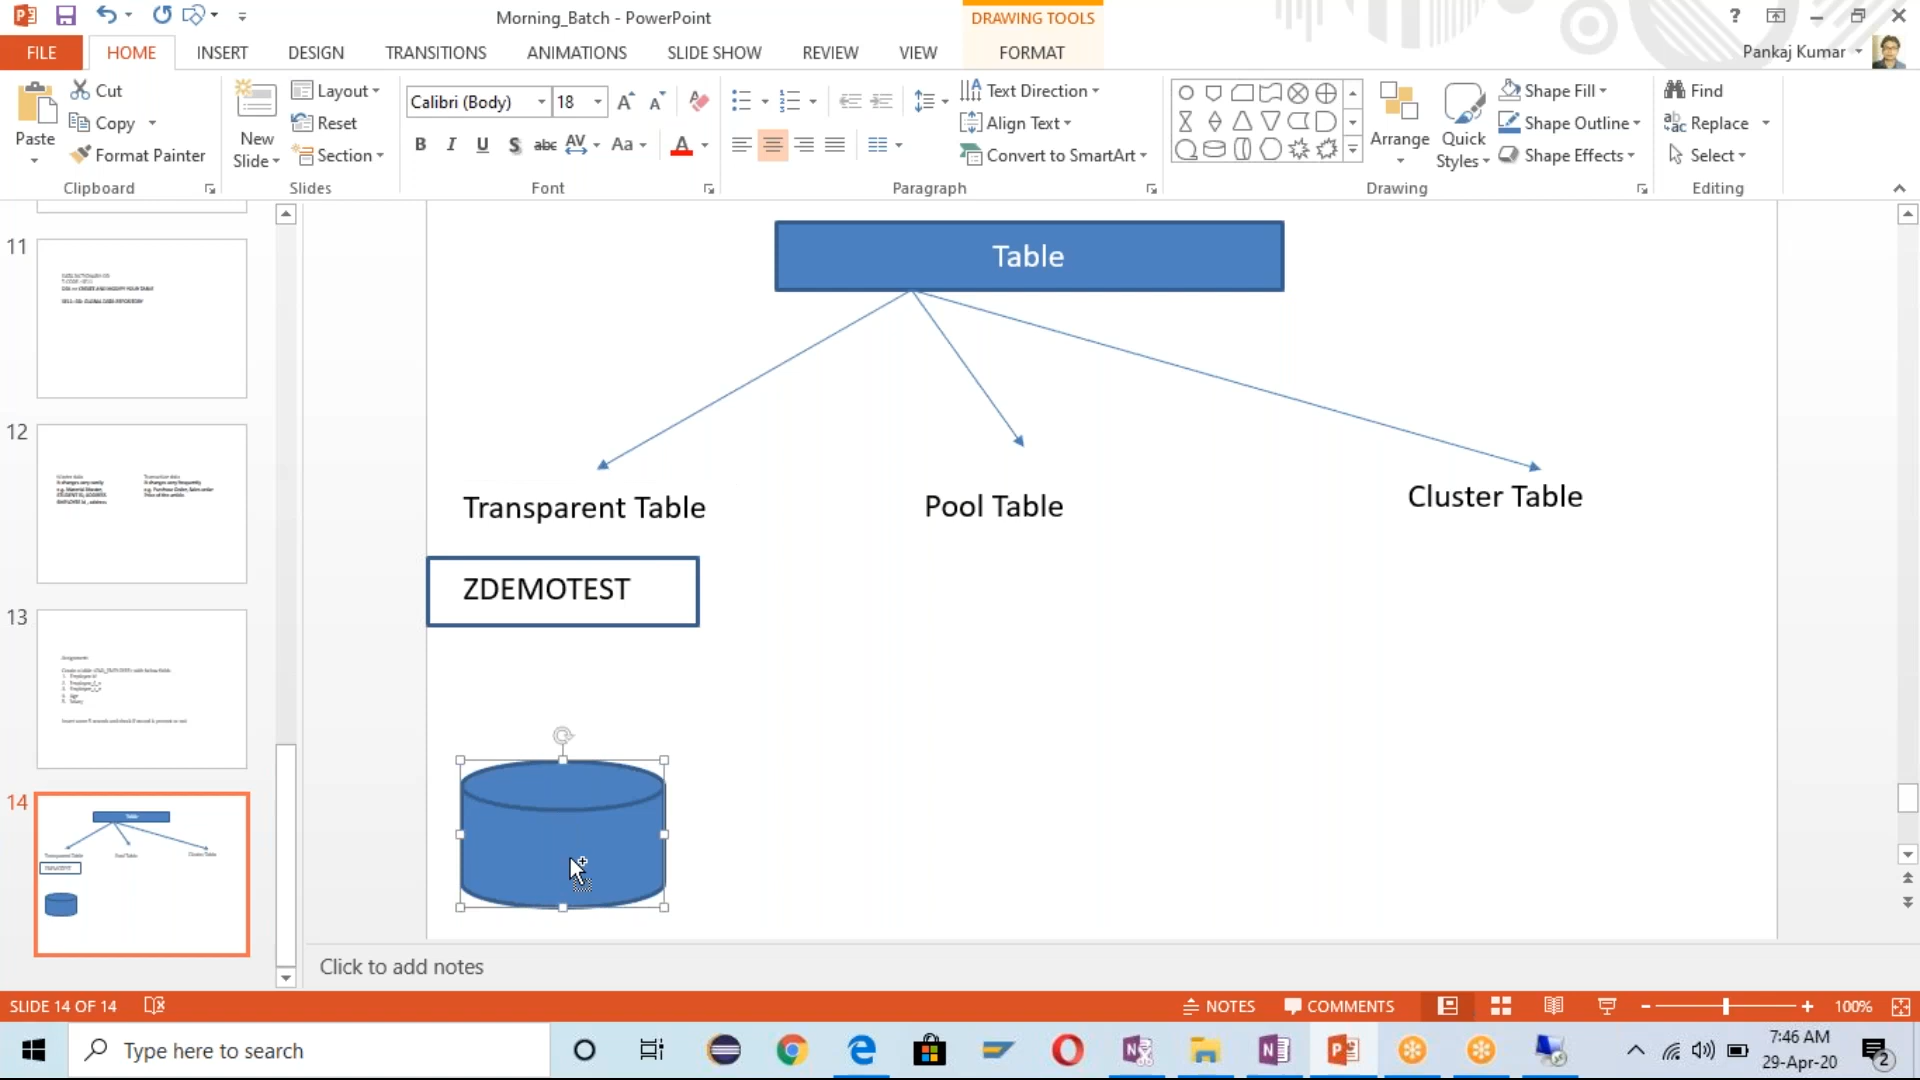 Morning_Batch - PowerPoint
DRAWING TOOLS
?
FILE
HOME
INSERT
DESIGN
TRANSITIONS
ANIMATIONS
SLIDE SHOW
REVIEW
VIEW
FORMAT
Pankaj Kumar
Paste
Cut
Copy
Format Painter
Clipboard
New
Slide
Layout
Reset
Section
Slides
Calibri (Body)
18
Font
Text Direction
Align Text
Convert to SmartArt
Paragraph
Arrange
Quick
Styles
Shape Fill
Shape Outline
Shape Effects
Drawing
Find
Replace
Select
Editing
11
12
13
14
Table
Transparent Table
Pool Table
Cluster Table
ZDEMOTEST
Click to add notes
SLIDE 14 OF 14
NOTES
COMMENTS
100%
Type here to search
7:46 AM
29-Apr-20
2